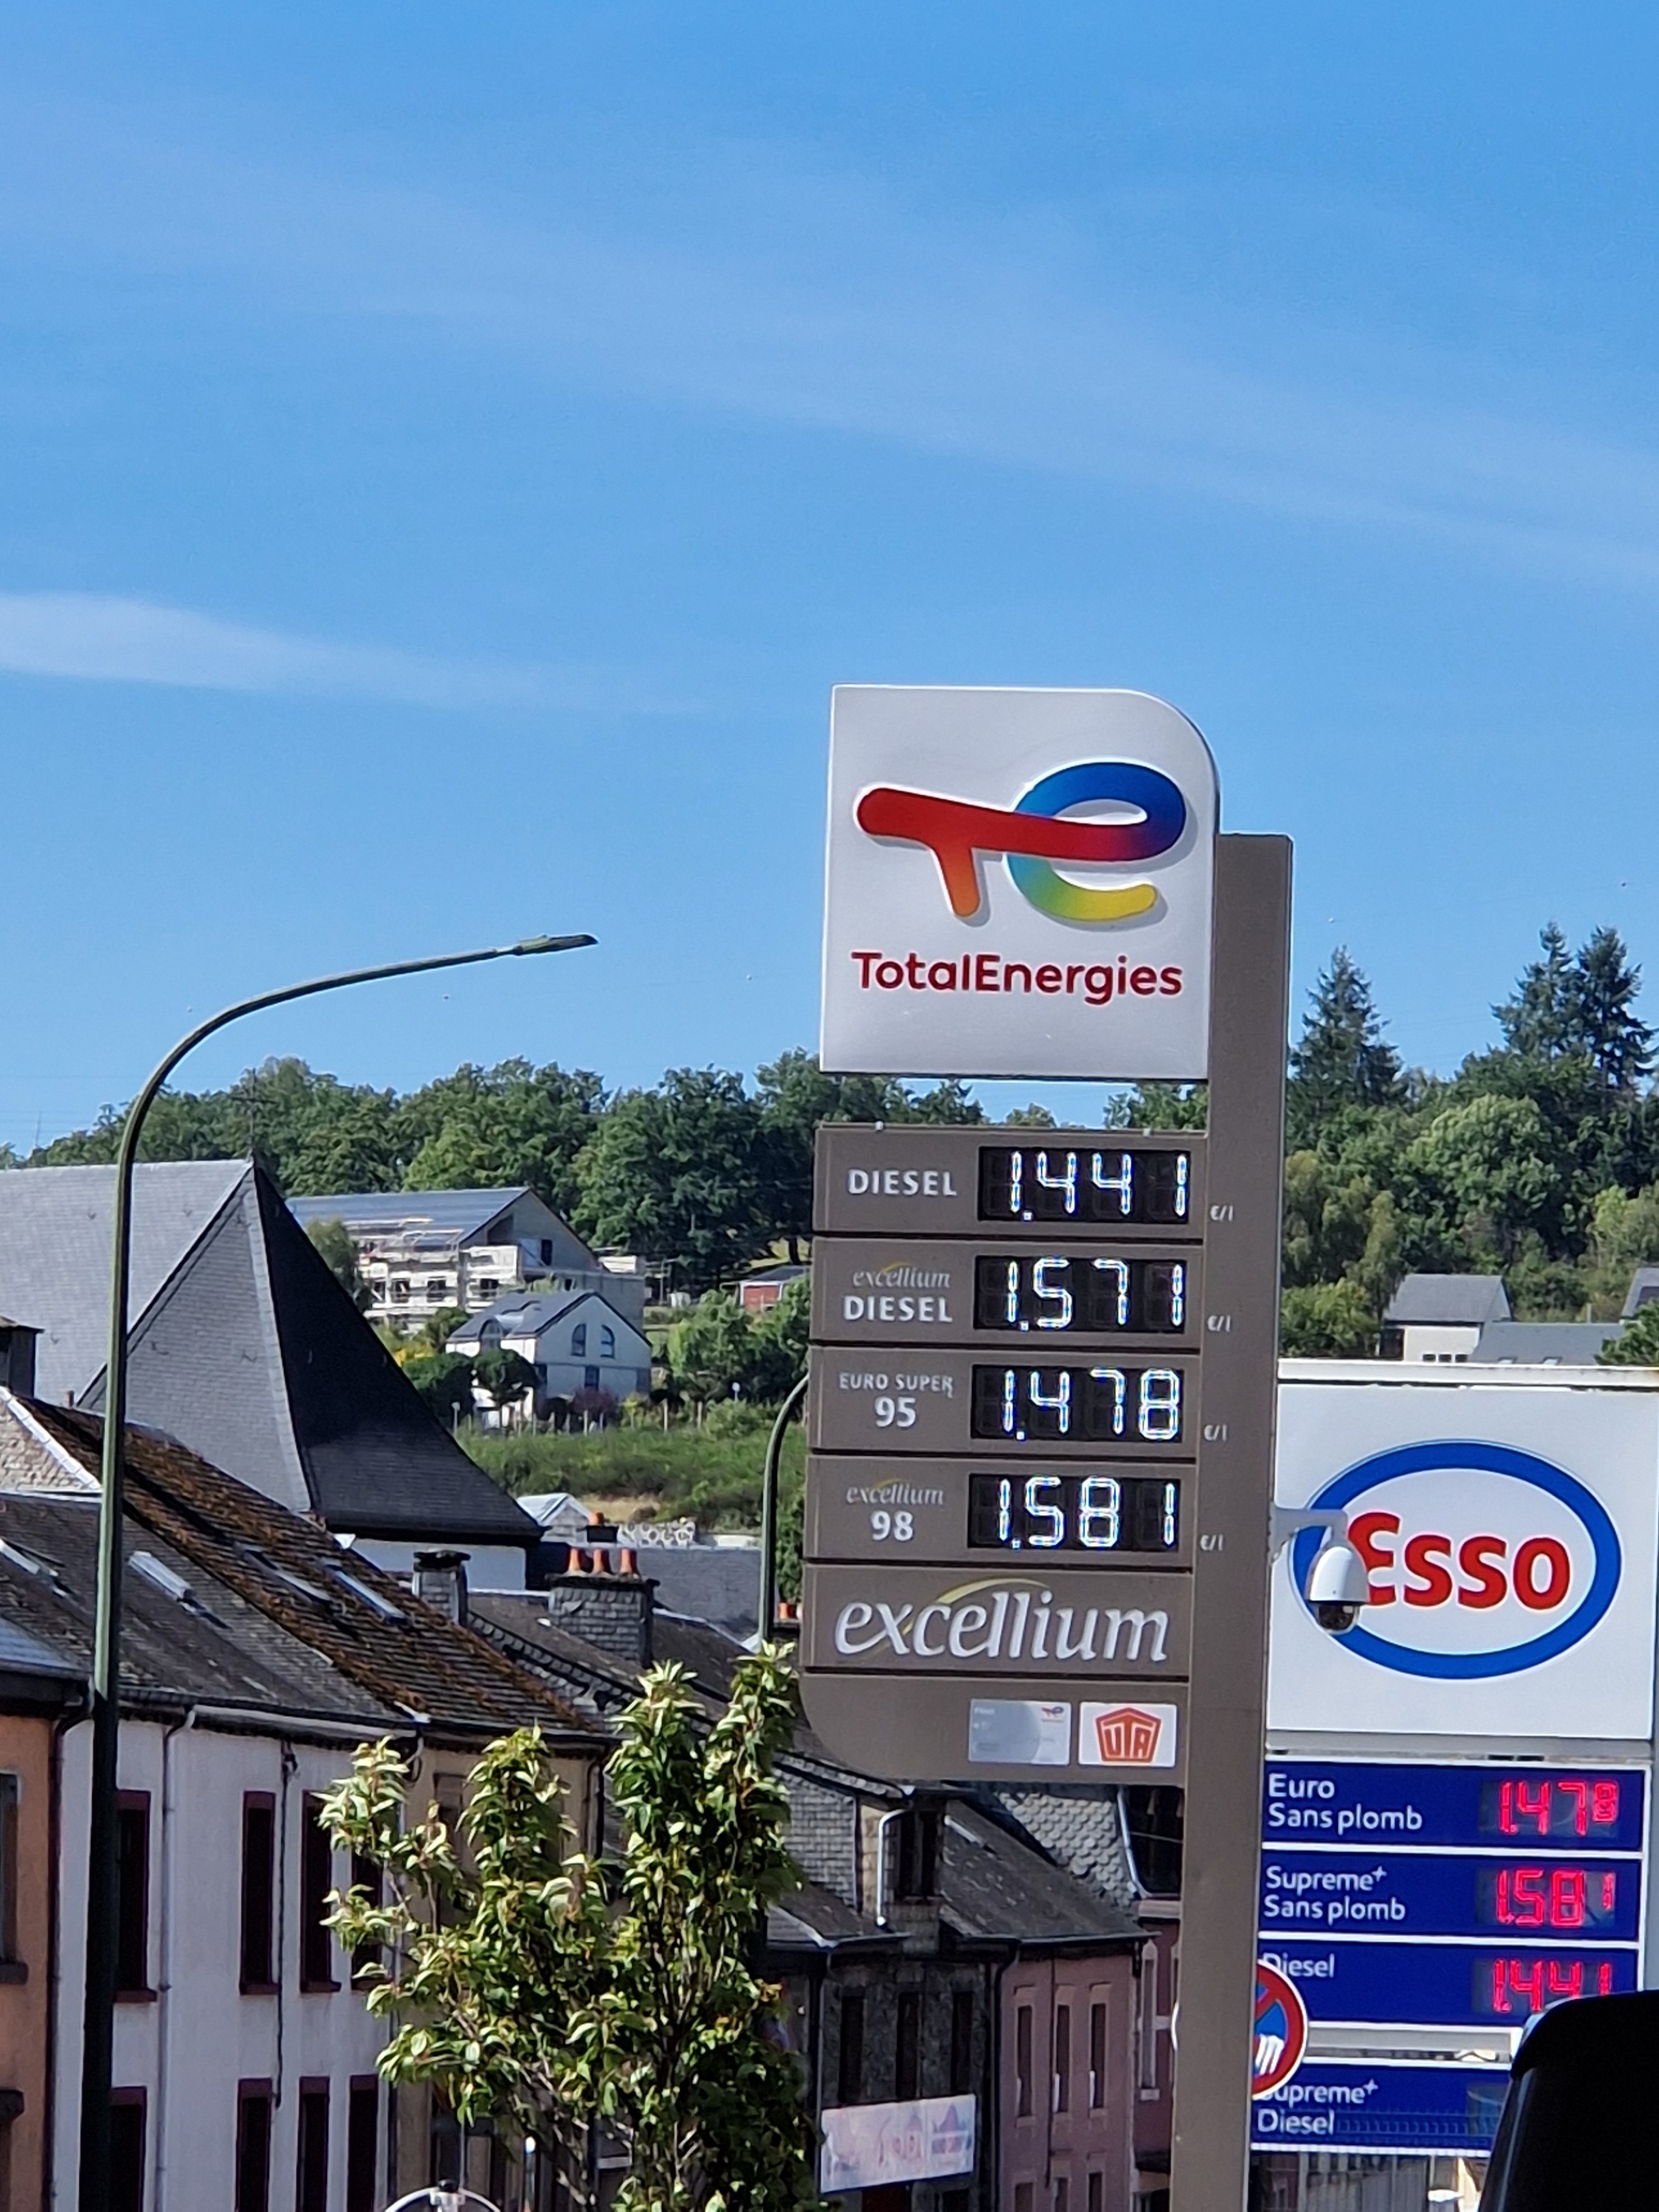 TotalEnergies
DIESEL 1.441 €/l
excellium
DIESEL 1.571 €/l
EURO SUPER
95 1.478 €/l
excellium
98 1.581 €/l
excellium
UTA
Esso
Euro
Sans plomb 1.478
Supreme+
Sans plomb 1.581
Diesel 1.441
Supreme+
Diesel